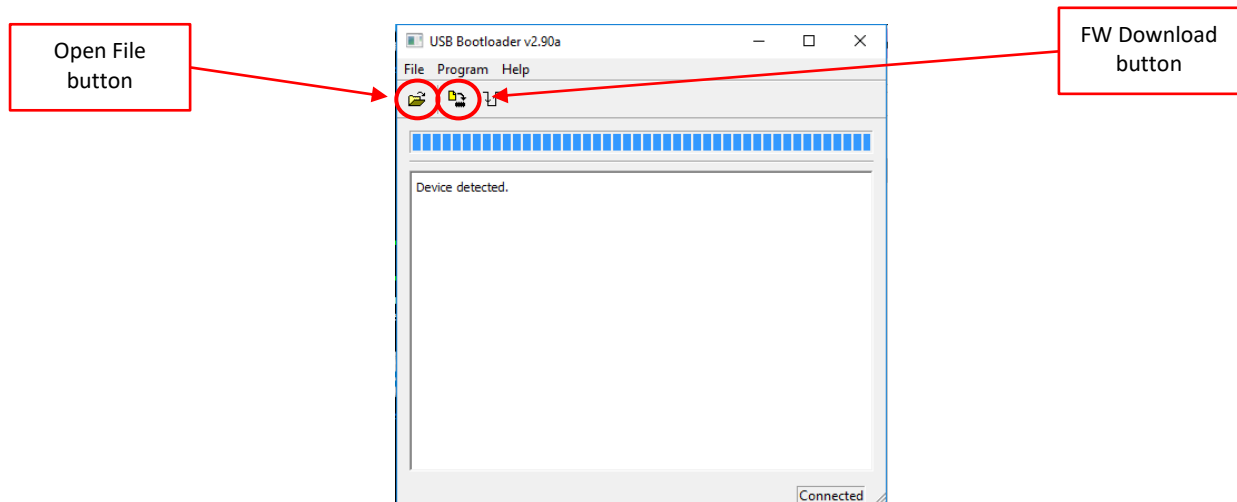 Open File
button
FW Download
button
USB Bootloader v2.90a
File Program Help
Device detected.
Connected